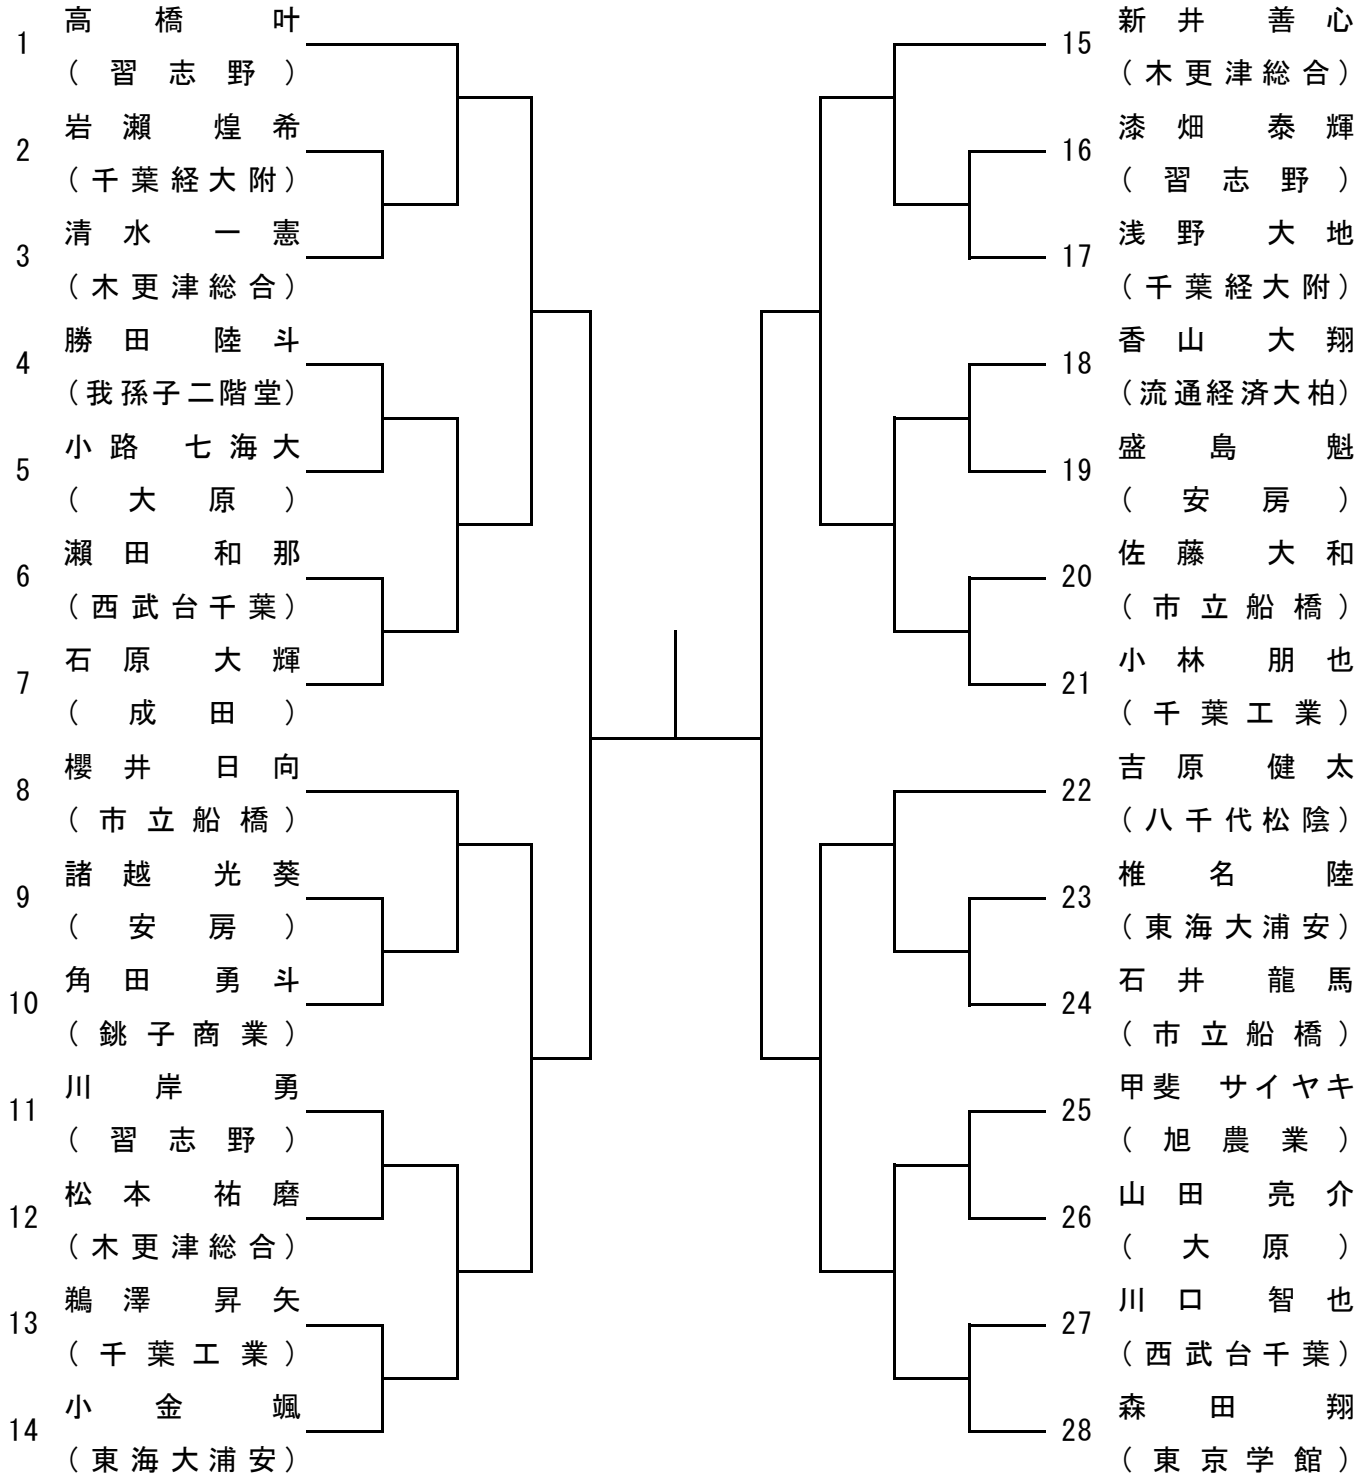 1 高橋 叶
(習志野)
2 岩瀬 煌希
(千葉経大附)
3 清水 一憲
(木更津総合)
4 勝田 陸斗
(我孫子二階堂)
5 小路 七海大
(大原)
6 瀬田 和那
(西武台千葉)
7 石原 大輝
(成田)
8 櫻井 日向
(市立船橋)
9 諸越 光葵
(安房)
10 角田 勇斗
(銚子商業)
11 川岸 勇
(習志野)
12 松本 祐磨
(木更津総合)
13 鵜澤 昇矢
(千葉工業)
14 小金 颯
(東海大浦安)
15 新井 善心
(木更津総合)
16 漆畑 泰輝
(習志野)
17 浅野 大地
(千葉経大附)
18 香山 大翔
(流通経済大柏)
19 盛島 魁
(安房)
20 佐藤 大和
(市立船橋)
21 小林 朋也
(千葉工業)
22 吉原 健太
(八千代松陰)
23 椎名 陸
(東海大浦安)
24 石井 龍馬
(市立船橋)
25 甲斐 サイヤキ
(旭農業)
26 山田 亮介
(大原)
27 川口 智也
(西武台千葉)
28 森田 翔
(東京学館)